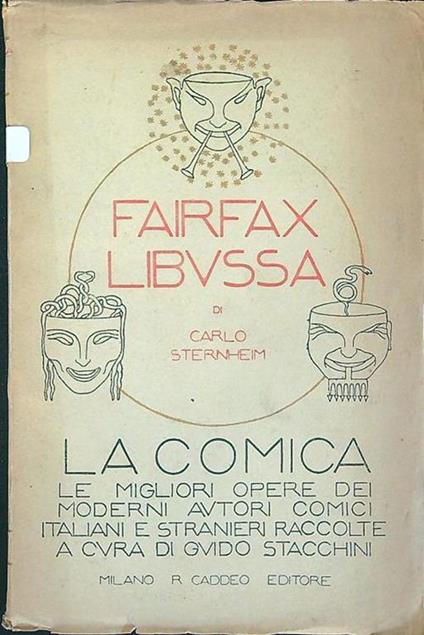 FAIRFAX
LIBVSSA
DI
CARLO
STERNHEIM
LA COMICA
LE MIGLIORI OPERE DEI
MODERNI AVTORI COMICI
ITALIANI E STRANIERI RACCOLTE
A CVRA DI GVIDO STACCHINI
MILANO R. CADDEO EDITORE